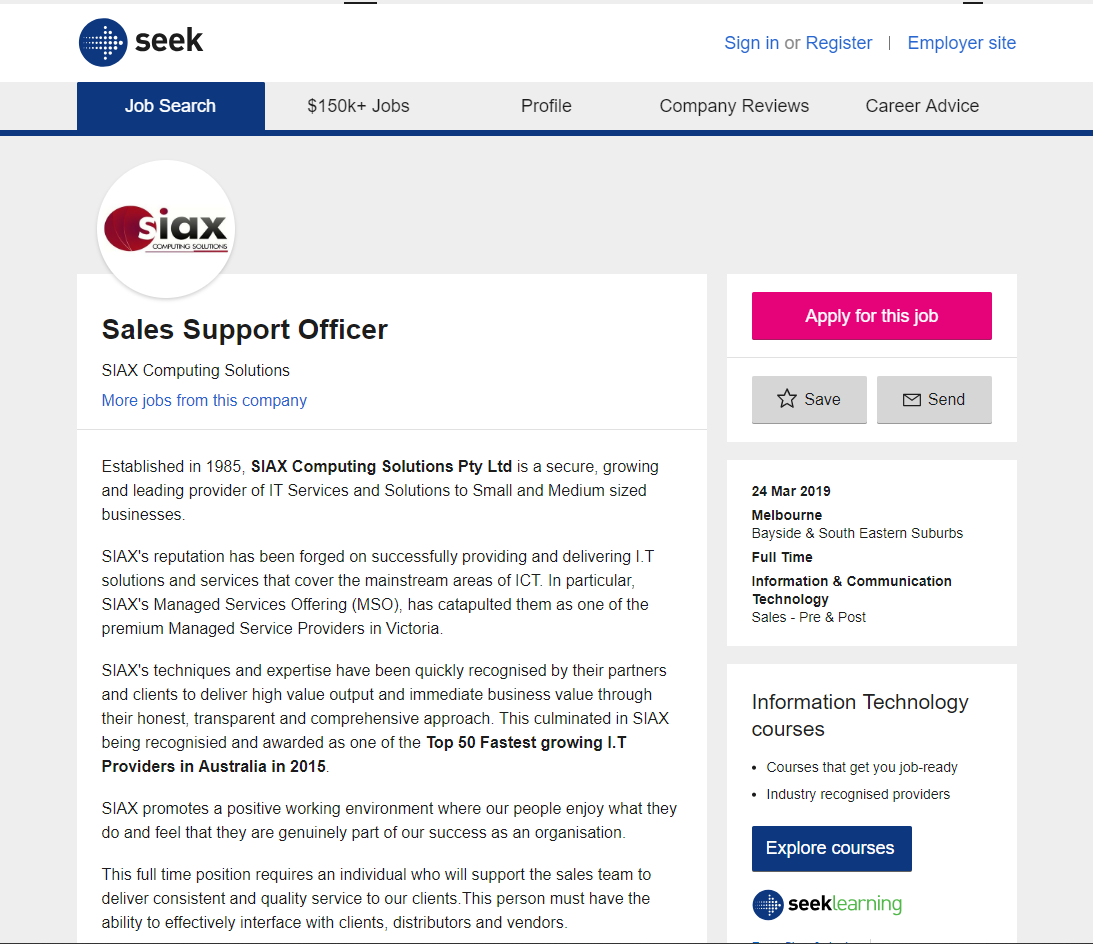 seek
Sign in or Register | Employer site
Job Search
$150k+ Jobs
Profile
Company Reviews
Career Advice
siax
COMPUTING SOLUTIONS
Sales Support Officer
SIAX Computing Solutions
More jobs from this company
Established in 1985, SIAX Computing Solutions Pty Ltd is a secure, growing
and leading provider of IT Services and Solutions to Small and Medium sized
businesses.
SIAX's reputation has been forged on successfully providing and delivering I.T
solutions and services that cover the mainstream areas of ICT. In particular,
SIAX's Managed Services Offering (MSO), has catapulted them as one of the
premium Managed Service Providers in Victoria.
SIAX's techniques and expertise have been quickly recognised by their partners
and clients to deliver high value output and immediate business value through
their honest, transparent and comprehensive approach. This culminated in SIAX
being recognisied and awarded as one of the Top 50 Fastest growing I.T
Providers in Australia in 2015.
SIAX promotes a positive working environment where our people enjoy what they
do and feel that they are genuinely part of our success as an organisation.
This full time position requires an individual who will support the sales team to
deliver consistent and quality service to our clients.This person must have the
ability to effectively interface with clients, distributors and vendors.
Apply for this job
Save
Send
24 Mar 2019
Melbourne
Bayside & South Eastern Suburbs
Full Time
Information & Communication
Technology
Sales - Pre & Post
Information Technology
courses
• Courses that get you job-ready
• Industry recognised providers
Explore courses
seeklearning